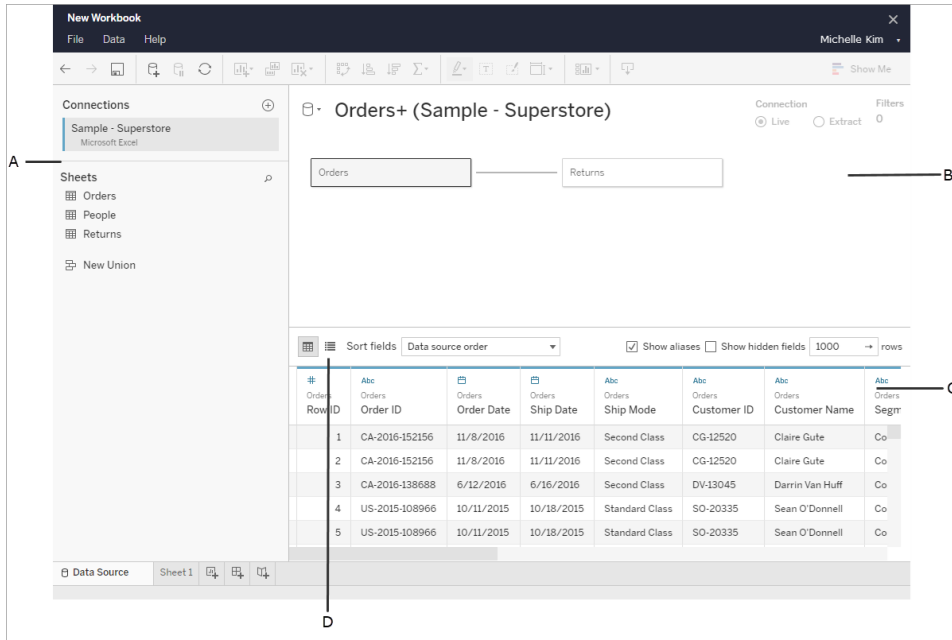 New Workbook
File Data Help
Michelle Kim
Show Me
Connections
Sample - Superstore
Microsoft Excel
A
Sheets
Orders
People
Returns
New Union
Orders+ (Sample - Superstore)
Connection
Live Extract
Filters
0
Orders
Returns
B
Sort fields Data source order Show aliases Show hidden fields 1000 → rows
# Abc Abc Abc Abc Abc
Orders Orders Orders Orders Orders Orders Orders Orders
Row ID Order ID Order Date Ship Date Ship Mode Customer ID Customer Name Segm
C
1 CA-2016-152156 11/8/2016 11/11/2016 Second Class CG-12520 Claire Gute Co
2 CA-2016-152156 11/8/2016 11/11/2016 Second Class CG-12520 Claire Gute Co
3 CA-2016-138688 6/12/2016 6/16/2016 Second Class DV-13045 Darrin Van Huff Co
4 US-2015-108966 10/11/2015 10/18/2015 Standard Class SO-20335 Sean O'Donnell Co
5 US-2015-108966 10/11/2015 10/18/2015 Standard Class SO-20335 Sean O'Donnell Co
Data Source Sheet 1
D